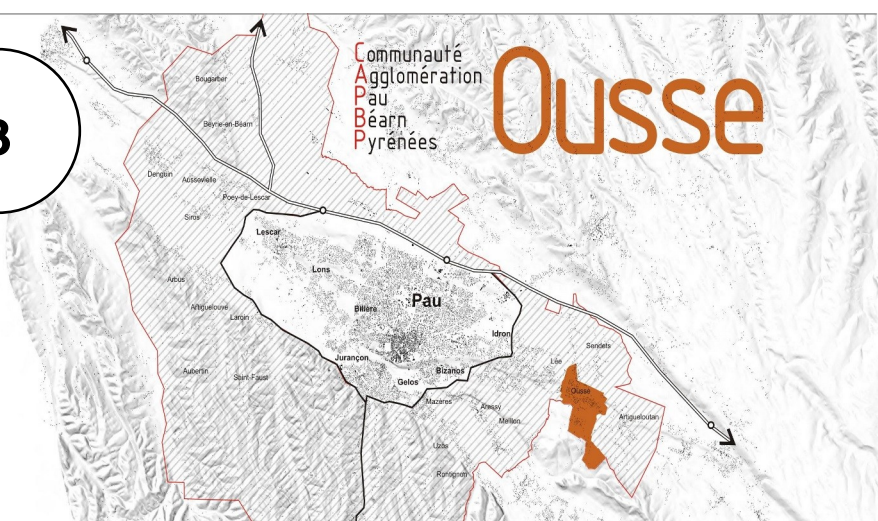 Communauté
Agglomération
Pau
Béarn
Pyrénées
Ousse
Bougarber
Beyrie-en-Béarn
Denguin
Aussevielle
Poey-de-Lescar
Siros
Lescar
Lons
Arbus
Artiguelouve
Laroin
Billère
Pau
Idron
Sendets
Jurançon
Lée
Aubertin
Saint-Faust
Gelos
Bizanos
Ousse
Mazères
Aressy
Meillon
Artigueloutan
Uzos
Rontignon